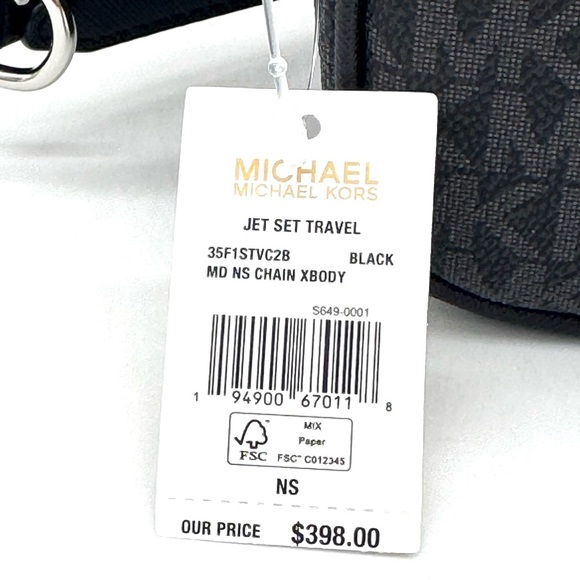 MICHAEL
MICHAEL KORS
JET SET TRAVEL
35F1STVC2B BLACK
MD NS CHAIN XBODY
S649-0001
1 94900 67011 8
MIX
Paper
FSC™ C012345
FSC
NS
OUR PRICE $398.00